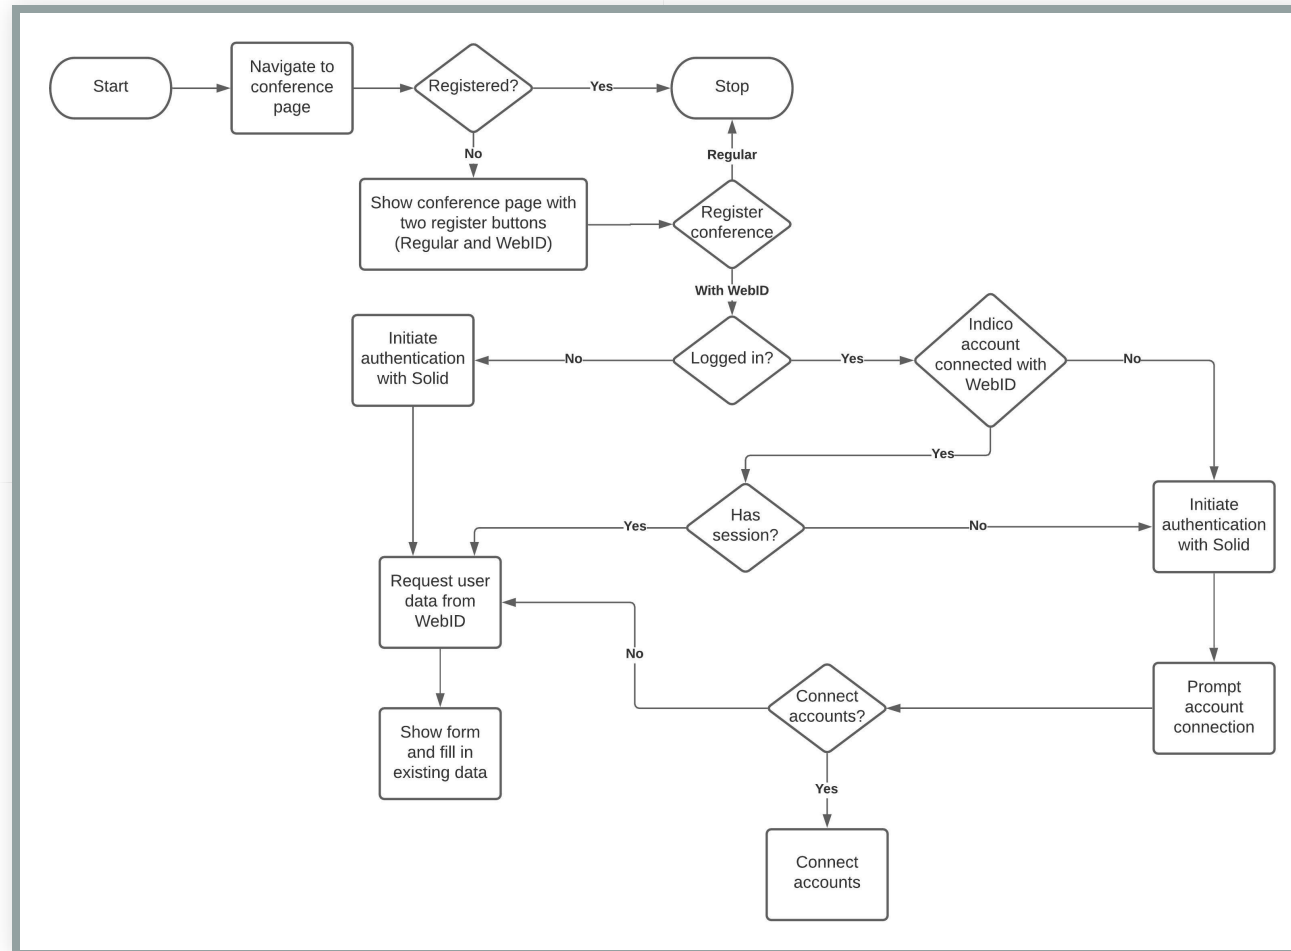 Start
Navigate to
conference
page
Registered?
Yes
Stop
No
Regular
Show conference page with
two register buttons
(Regular and WebID)
Register
conference
With WebID
Initiate
authentication
with Solid
No
Logged in?
Yes
Indico
account
connected with
WebID
No
Yes
Has
session?
Yes
No
Initiate
authentication
with Solid
Request user
data from
WebID
No
Connect
accounts?
Prompt
account
connection
Show form
and fill in
existing data
Yes
Connect
accounts